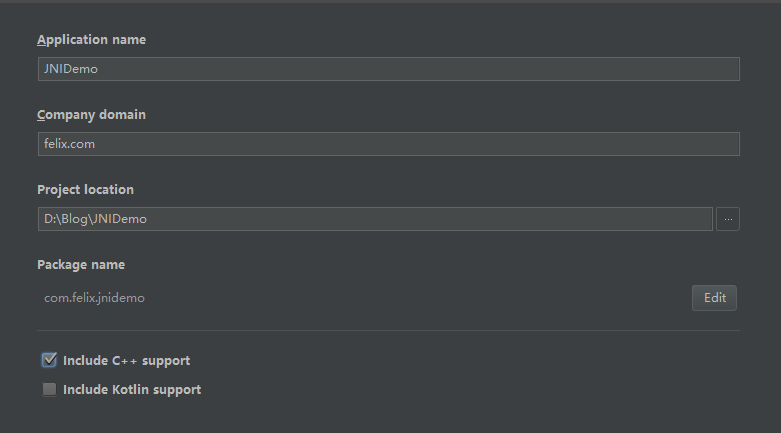 Application name
JNIDemo
Company domain
felix.com
Project location
D:\Blog\JNIDemo
...
Package name
com.felix.jnidemo
Edit
Include C++ support
Include Kotlin support